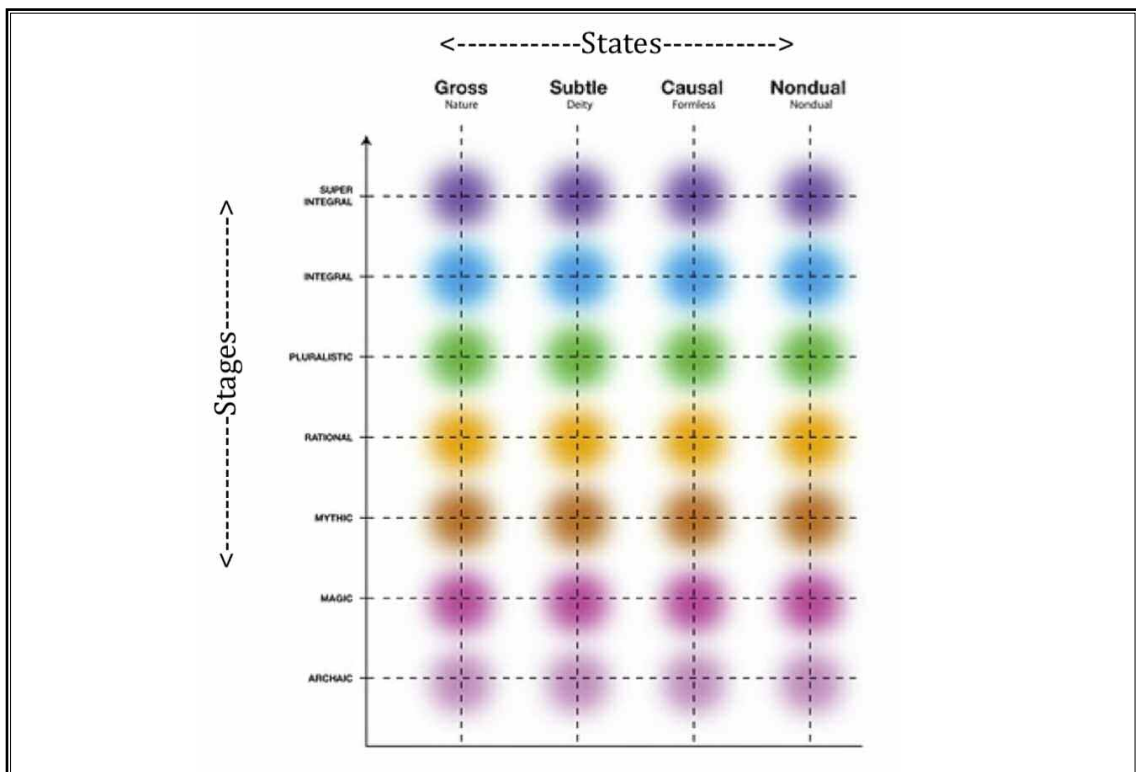 <------------States----------->
Gross Subtle Causal Nondual
Nature Deity Formless Nondual
SUPER
INTEGRAL
INTEGRAL
PLURALISTIC
RATIONAL
MYTHIC
MAGIC
ARCHAIC
<------------Stages------------>